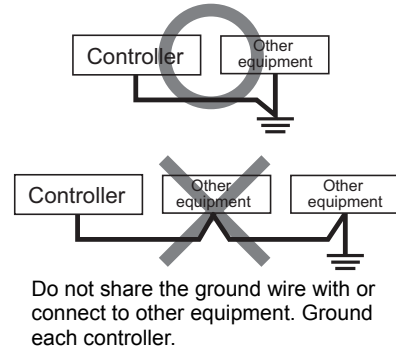 Controller
Other
equipment
Controller
Other
equipment
Other
equipment
Do not share the ground wire with or
connect to other equipment. Ground
each controller.